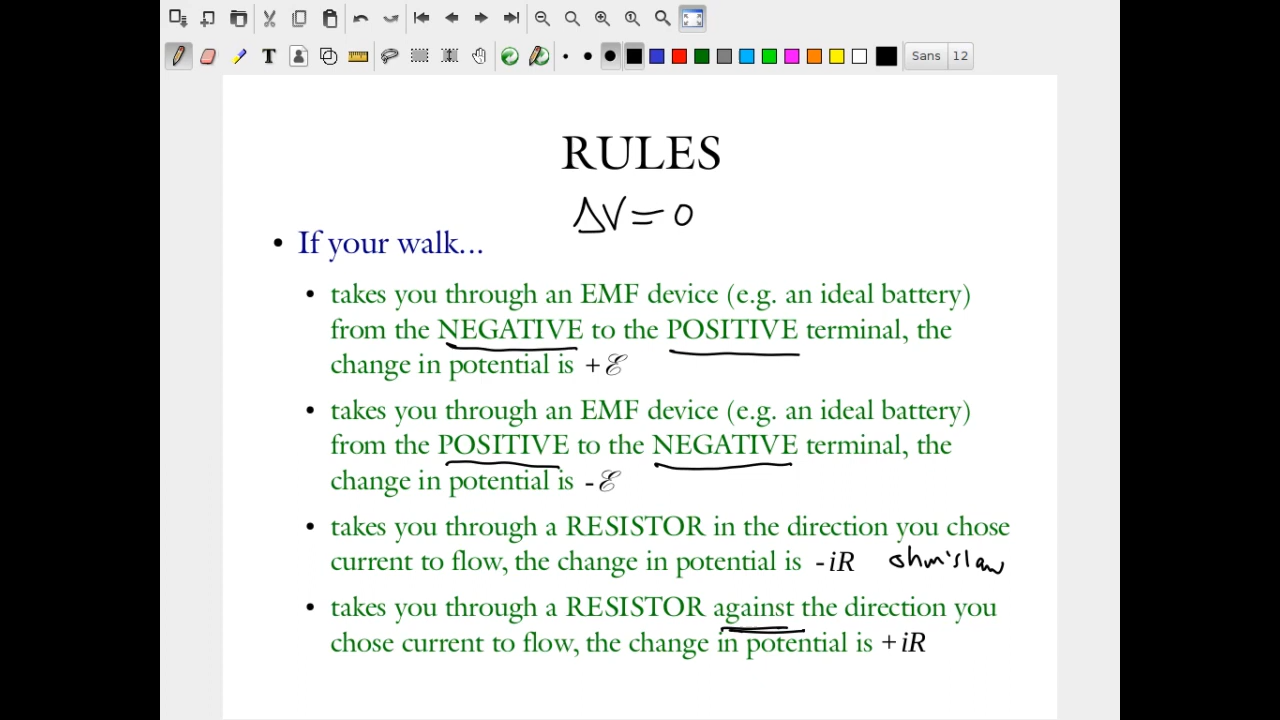 Sans 12
RULES
ΔV=0
• If your walk...
• takes you through an EMF device (e.g. an ideal battery)
from the NEGATIVE to the POSITIVE terminal, the
change in potential is +ℰ
• takes you through an EMF device (e.g. an ideal battery)
from the POSITIVE to the NEGATIVE terminal, the
change in potential is -ℰ
• takes you through a RESISTOR in the direction you chose
current to flow, the change in potential is -iR ohm's law
• takes you through a RESISTOR against the direction you
chose current to flow, the change in potential is +iR